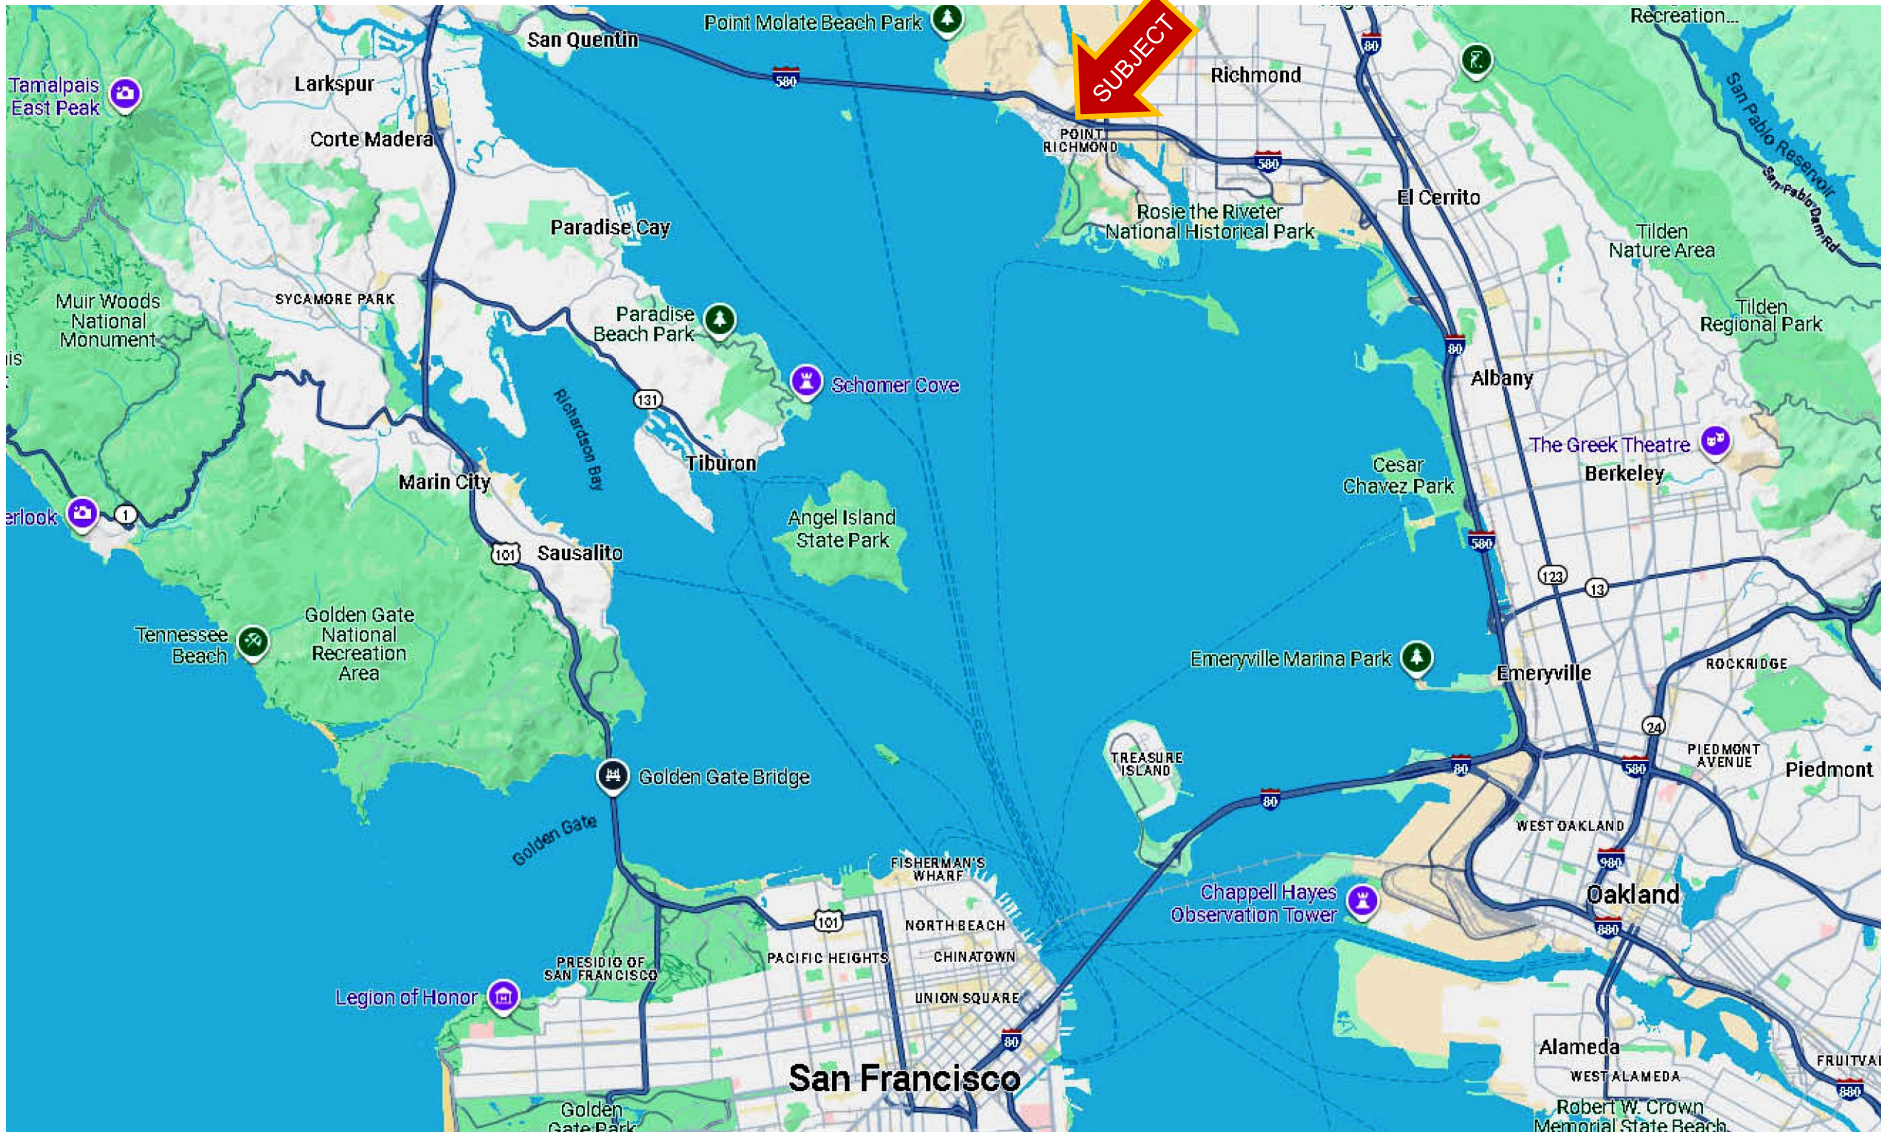 Recreation...
Point Molate Beach Park
San Quentin
80
SUBJECT
Richmond
Larkspur
580
Tamalpais
East Peak
San Pablo Reservoir
Corte Madera
POINT
RICHMOND
580
San Pablo Dam Rd
El Cerrito
Rosie the Riveter
National Historical Park
Paradise Cay
Tilden
Nature Area
SYCAMORE PARK
Muir Woods
National
Monument
Paradise
Beach Park
Tilden
Regional Park
80
ais
Albany
Schomer Cove
131
Richardson Bay
The Greek Theatre
Berkeley
Tiburon
Cesar
Chavez Park
Marin City
erlook
1
Angel Island
State Park
101
Sausalito
580
123
13
Golden Gate
National
Recreation
Area
Tennessee
Beach
Emeryville Marina Park
Emeryville
ROCKRIDGE
24
TREASURE
ISLAND
PIEDMONT
AVENUE
Piedmont
80
580
Golden Gate Bridge
80
Golden Gate
WEST OAKLAND
980
FISHERMAN'S
WHARF
Chappell Hayes
Observation Tower
Oakland
101
NORTH BEACH
880
PRESIDIO OF
SAN FRANCISCO
PACIFIC HEIGHTS
CHINATOWN
Legion of Honor
UNION SQUARE
80
Alameda
FRUITVA
San Francisco
WEST ALAMEDA
880
Golden
Gate Park
Robert W. Crown
Memorial State Beach